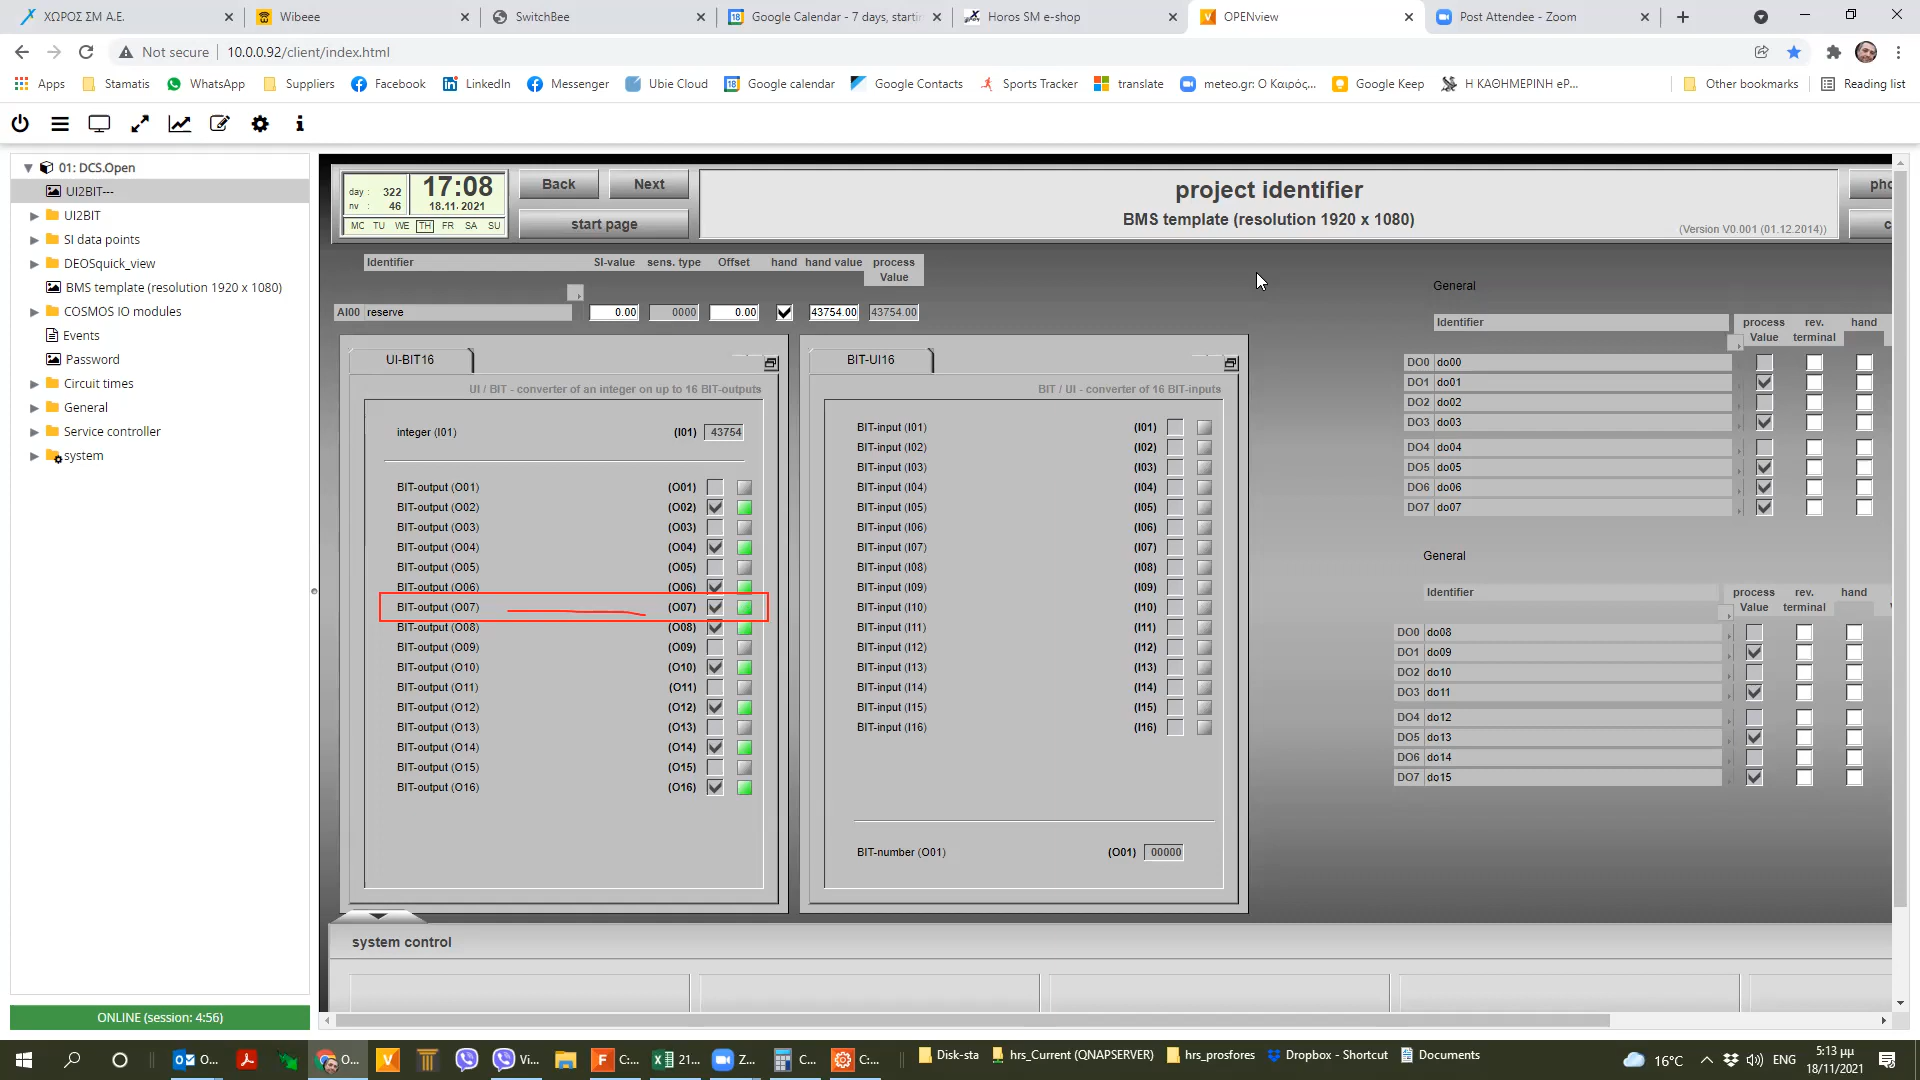 ΧΩΡΟΣ ΣΜ Α.Ε.
Wibeee
SwitchBee
Google Calendar - 7 days, starti
Horos SM e-shop
OPENview
Post Attendee - Zoom
Not secure
10.0.0.92/client/index.html
Apps
Stamatis
WhatsApp
Suppliers
Facebook
LinkedIn
Messenger
Ubie Cloud
Google calendar
Google Contacts
Sports Tracker
translate
meteo.gr: Ο Καιρός...
Google Keep
Η ΚΑΘΗΜΕΡΙΝΗ eP...
Other bookmarks
Reading list
01: DCS.Open
UI2BIT---
UI2BIT
SI data points
DEOSquick_view
BMS template (resolution 1920 x 1080)
COSMOS IO modules
Events
Password
Circuit times
General
Service controller
system
ONLINE (session: 4:56)
day : 322
nv : 46
17:08
18.11.2021
MC TU WE TH FR SA SU
Back
Next
start page
project identifier
BMS template (resolution 1920 x 1080)
(Version V0.001 (01.12.2014))
pho
c
Identifier SI-value sens. type Offset hand hand value process Value
AI00 reserve 0.00 0000 0.00 43754.00 43754.00
UI-BIT16
UI / BIT - converter of an integer on up to 16 BIT-outputs
integer (I01) (I01) 43754
BIT-output (O01) (O01)
BIT-output (O02) (O02)
BIT-output (O03) (O03)
BIT-output (O04) (O04)
BIT-output (O05) (O05)
BIT-output (O06) (O06)
BIT-output (O07) (O07)
BIT-output (O08) (O08)
BIT-output (O09) (O09)
BIT-output (O10) (O10)
BIT-output (O11) (O11)
BIT-output (O12) (O12)
BIT-output (O13) (O13)
BIT-output (O14) (O14)
BIT-output (O15) (O15)
BIT-output (O16) (O16)
BIT-UI16
BIT / UI - converter of 16 BIT-inputs
BIT-input (I01) (I01)
BIT-input (I02) (I02)
BIT-input (I03) (I03)
BIT-input (I04) (I04)
BIT-input (I05) (I05)
BIT-input (I06) (I06)
BIT-input (I07) (I07)
BIT-input (I08) (I08)
BIT-input (I09) (I09)
BIT-input (I10) (I10)
BIT-input (I11) (I11)
BIT-input (I12) (I12)
BIT-input (I13) (I13)
BIT-input (I14) (I14)
BIT-input (I15) (I15)
BIT-input (I16) (I16)
BIT-number (O01) (O01) 00000
General
Identifier process Value rev. terminal hand
DO0 do00
DO1 do01
DO2 do02
DO3 do03
DO4 do04
DO5 do05
DO6 do06
DO7 do07
General
Identifier process Value rev. terminal hand
DO0 do08
DO1 do09
DO2 do10
DO3 do11
DO4 do12
DO5 do13
DO6 do14
DO7 do15
system control
O...
O...
Vi...
C:...
21...
Z...
C...
C:...
Disk-sta
hrs_Current (QNAPSERVER)
hrs_prosfores
Dropbox - Shortcut
Documents
16°C
ENG
5:13 μμ
18/11/2021